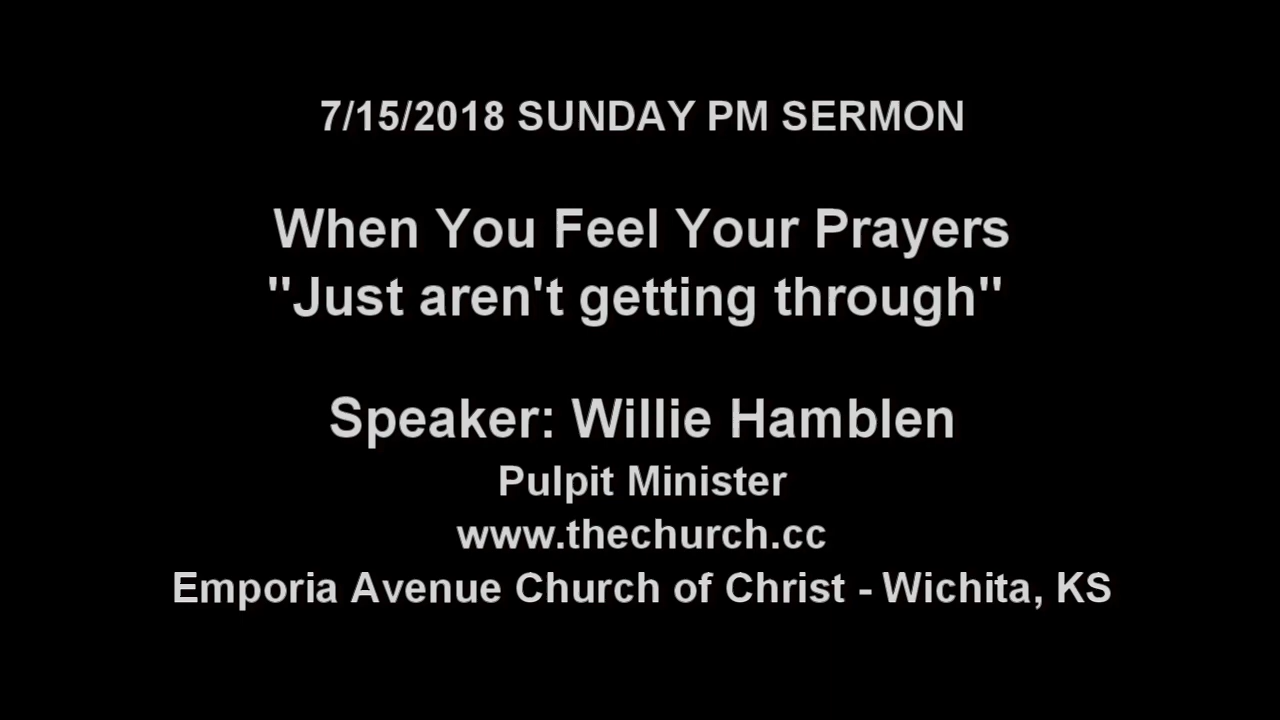 7/15/2018 SUNDAY PM SERMON
When You Feel Your Prayers
"Just aren't getting through"
Speaker: Willie Hamblen
Pulpit Minister
www.thechurch.cc
Emporia Avenue Church of Christ - Wichita, KS